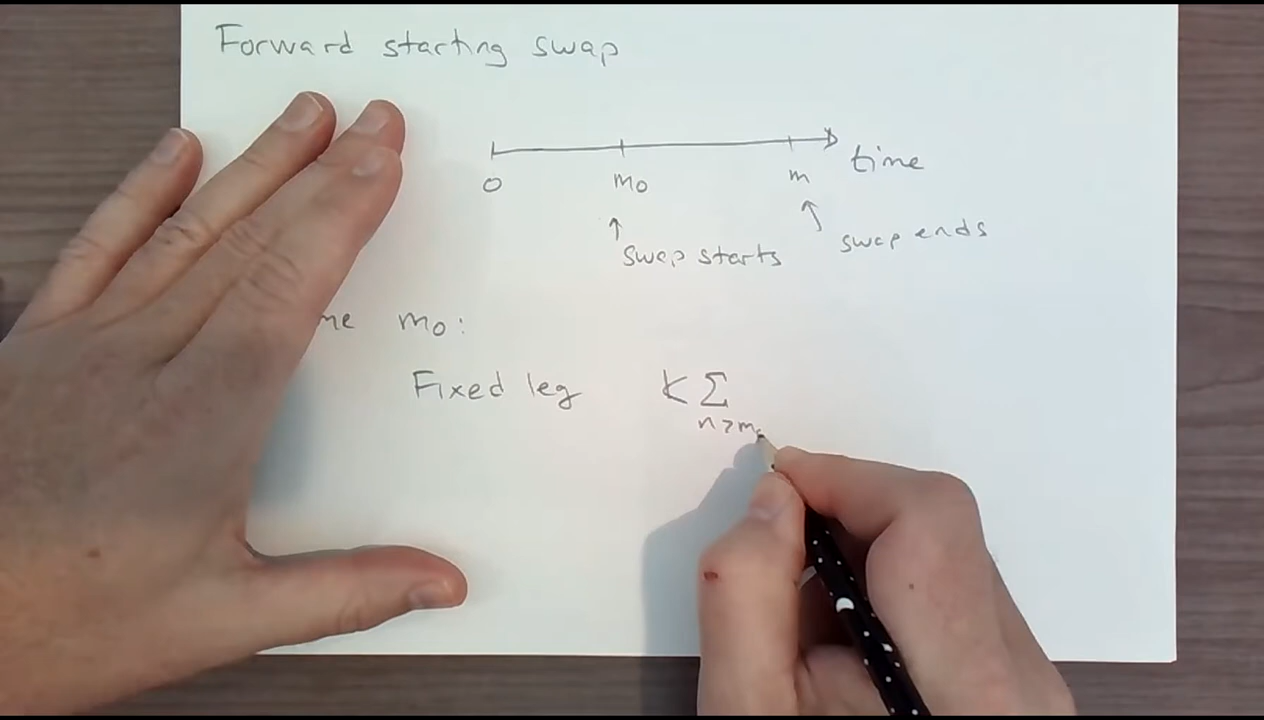 Forward starting swap
time
0 m0 m
↑ swap starts ↑ swap ends
me m0:
Fixed leg K Σ
n>m0